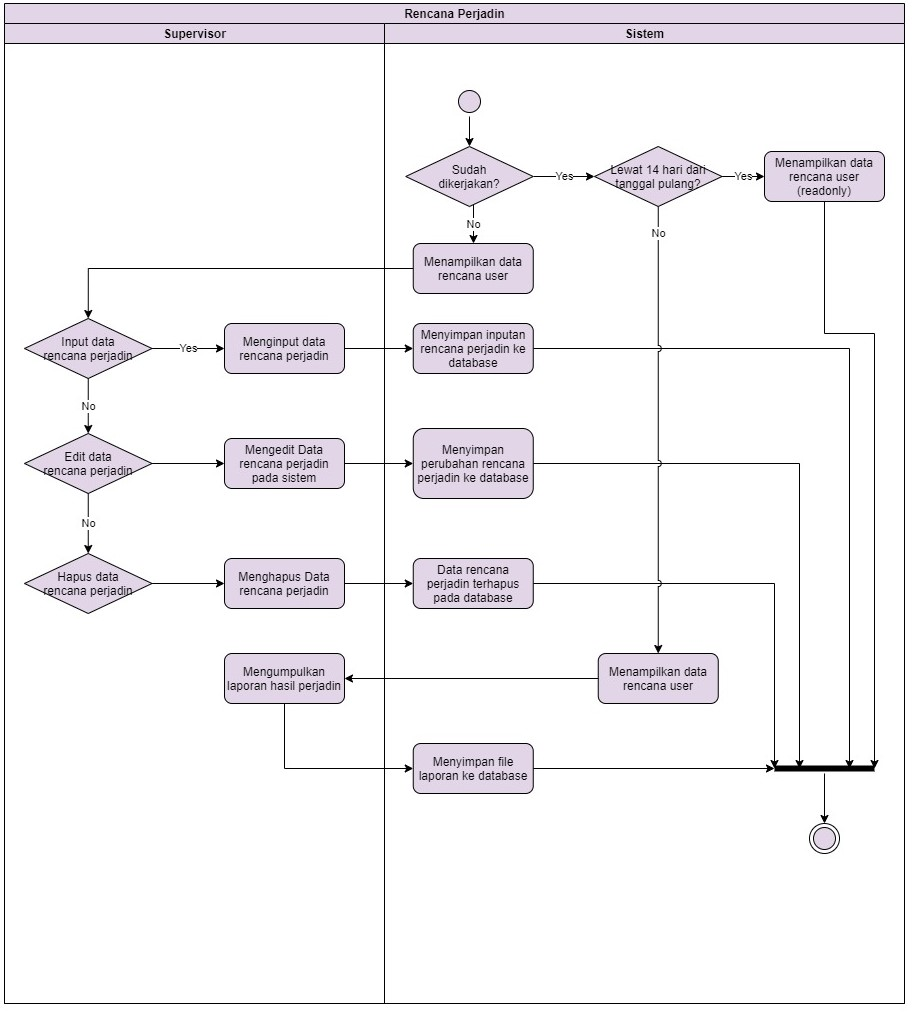 Rencana Perjadin
Supervisor
Sistem
Sudah
dikerjakan?
Yes
Lewat 14 hari dari
tanggal pulang?
Yes
Menampilkan data
rencana user
(readonly)
No
No
Menampilkan data
rencana user
Input data
rencana perjadin
Yes
Menginput data
rencana perjadin
Menyimpan inputan
rencana perjadin ke
database
No
Edit data
rencana perjadin
Mengedit Data
rencana perjadin
pada sistem
Menyimpan
perubahan rencana
perjadin ke database
No
Hapus data
rencana perjadin
Menghapus Data
rencana perjadin
Data rencana
perjadin terhapus
pada database
Mengumpulkan
laporan hasil perjadin
Menampilkan data
rencana user
Menyimpan file
laporan ke database